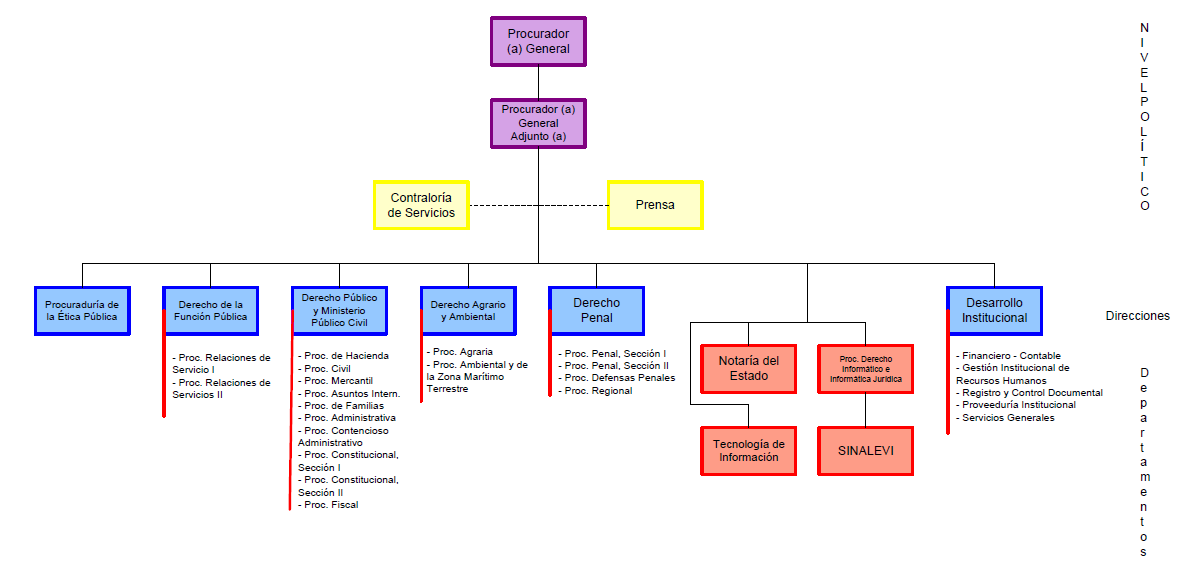 Procurador
(a) General
Procurador (a)
General
Adjunto (a)
Contraloría
de Servicios
Prensa
NIVEL POLÍTICO
Procuraduría de
la Ética Pública
Derecho de la
Función Pública
- Proc. Relaciones de
Servicio I
- Proc. Relaciones de
Servicios II
Derecho Público
y Ministerio
Público Civil
- Proc. de Hacienda
- Proc. Civil
- Proc. Mercantil
- Proc. Asuntos Intern.
- Proc. de Familias
- Proc. Administrativa
- Proc. Contencioso
Administrativo
- Proc. Constitucional,
Sección I
- Proc. Constitucional,
Sección II
- Proc. Fiscal
Derecho Agrario
y Ambiental
- Proc. Agraria
- Proc. Ambiental y de
la Zona Marítimo
Terrestre
Derecho
Penal
- Proc. Penal, Sección I
- Proc. Penal, Sección II
- Proc. Defensas Penales
- Proc. Regional
Notaría del
Estado
Proc. Derecho
Informático e
Informática Jurídica
Tecnología de
Información
SINALEVI
Desarrollo
Institucional
- Financiero - Contable
- Gestión Institucional de
Recursos Humanos
- Registro y Control Documental
- Proveeduría Institucional
- Servicios Generales
Direcciones
Departamentos